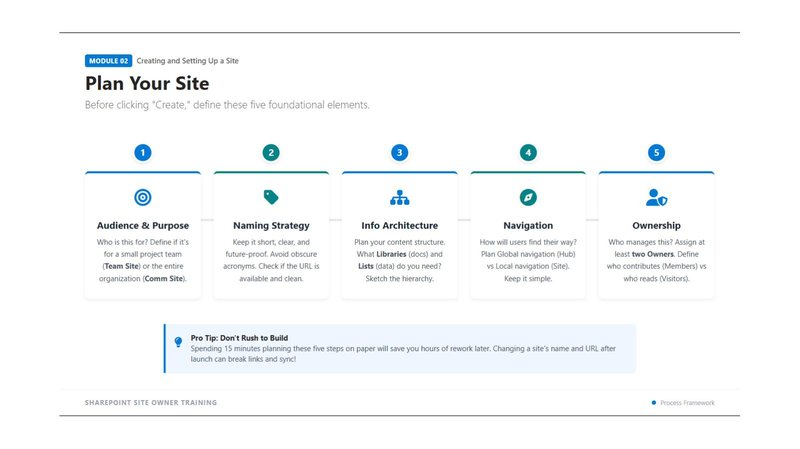 MODULE 02 Creating and Setting Up a Site
Plan Your Site
Before clicking "Create," define these five foundational elements.
1
Audience & Purpose
Who is this for? Define if it's
for a small project team
(Team Site) or the entire
organization (Comm Site).
2
Naming Strategy
Keep it short, clear, and
future-proof. Avoid obscure
acronyms. Check if the URL is
available and clean.
3
Info Architecture
Plan your content structure.
What Libraries (docs) and
Lists (data) do you need?
Sketch the hierarchy.
4
Navigation
How will users find their way?
Plan Global navigation (Hub)
vs Local navigation (Site).
Keep it simple.
5
Ownership
Who manages this? Assign at
least two Owners. Define
who contributes (Members) vs
who reads (Visitors).
Pro Tip: Don't Rush to Build
Spending 15 minutes planning these five steps on paper will save you hours of rework later. Changing a site's name and URL after
launch can break links and sync!
SHAREPOINT SITE OWNER TRAINING
Process Framework